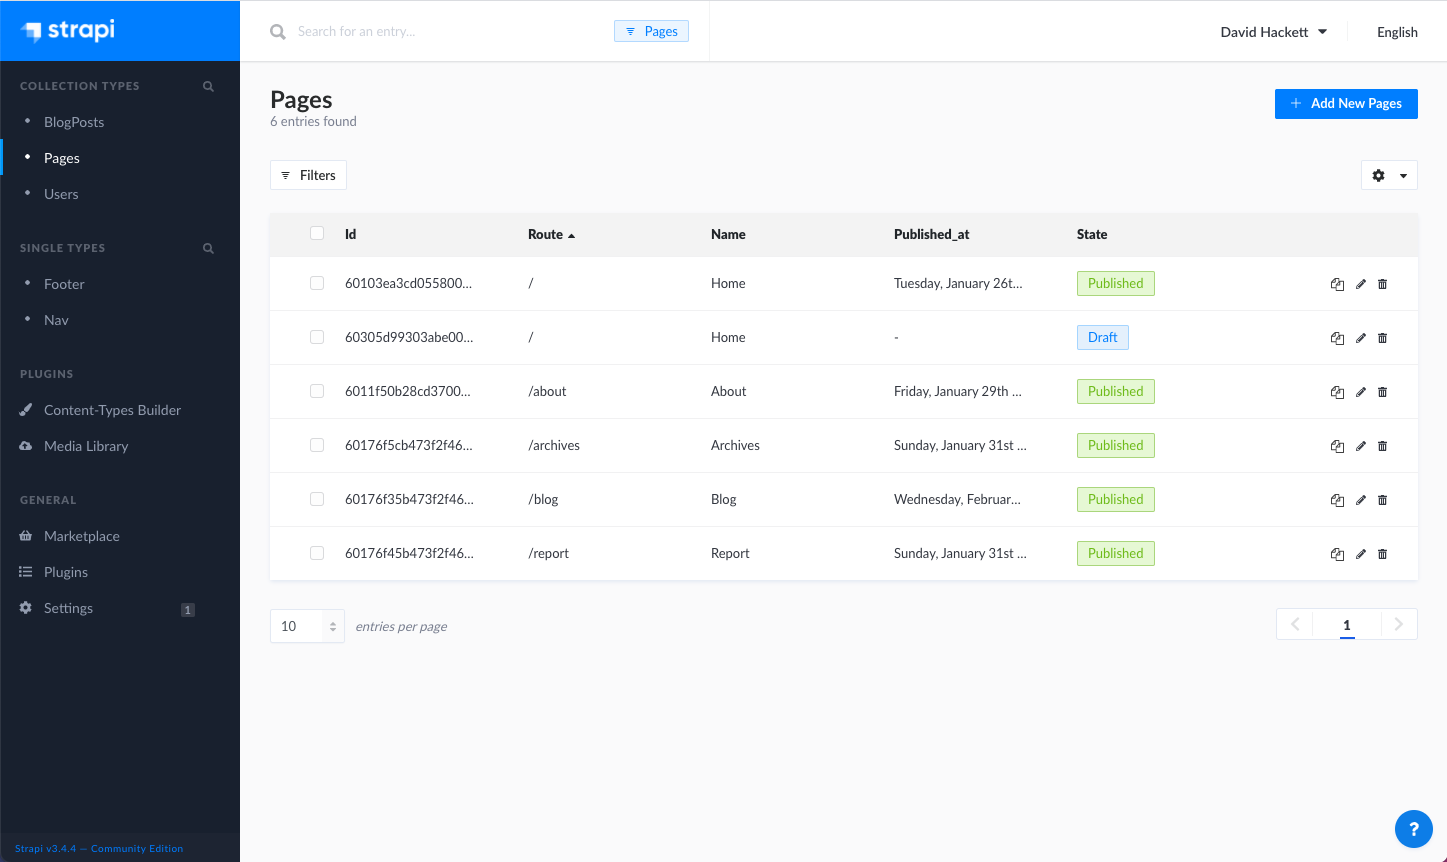 strapi
Search for an entry...
Pages
David Hackett
English
COLLECTION TYPES
BlogPosts
Pages
Users
SINGLE TYPES
Footer
Nav
PLUGINS
Content-Types Builder
Media Library
GENERAL
Marketplace
Plugins
Settings 1
Strapi v3.4.4 — Community Edition
Pages
6 entries found
+ Add New Pages
Filters
Id Route Name Published_at State
60103ea3cd055800... / Home Tuesday, January 26t... Published
60305d99303abe00... / Home - Draft
6011f50b28cd3700... /about About Friday, January 29th ... Published
60176f5cb473f2f46... /archives Archives Sunday, January 31st ... Published
60176f35b473f2f46... /blog Blog Wednesday, Februar... Published
60176f45b473f2f46... /report Report Sunday, January 31st ... Published
10 entries per page
1
?